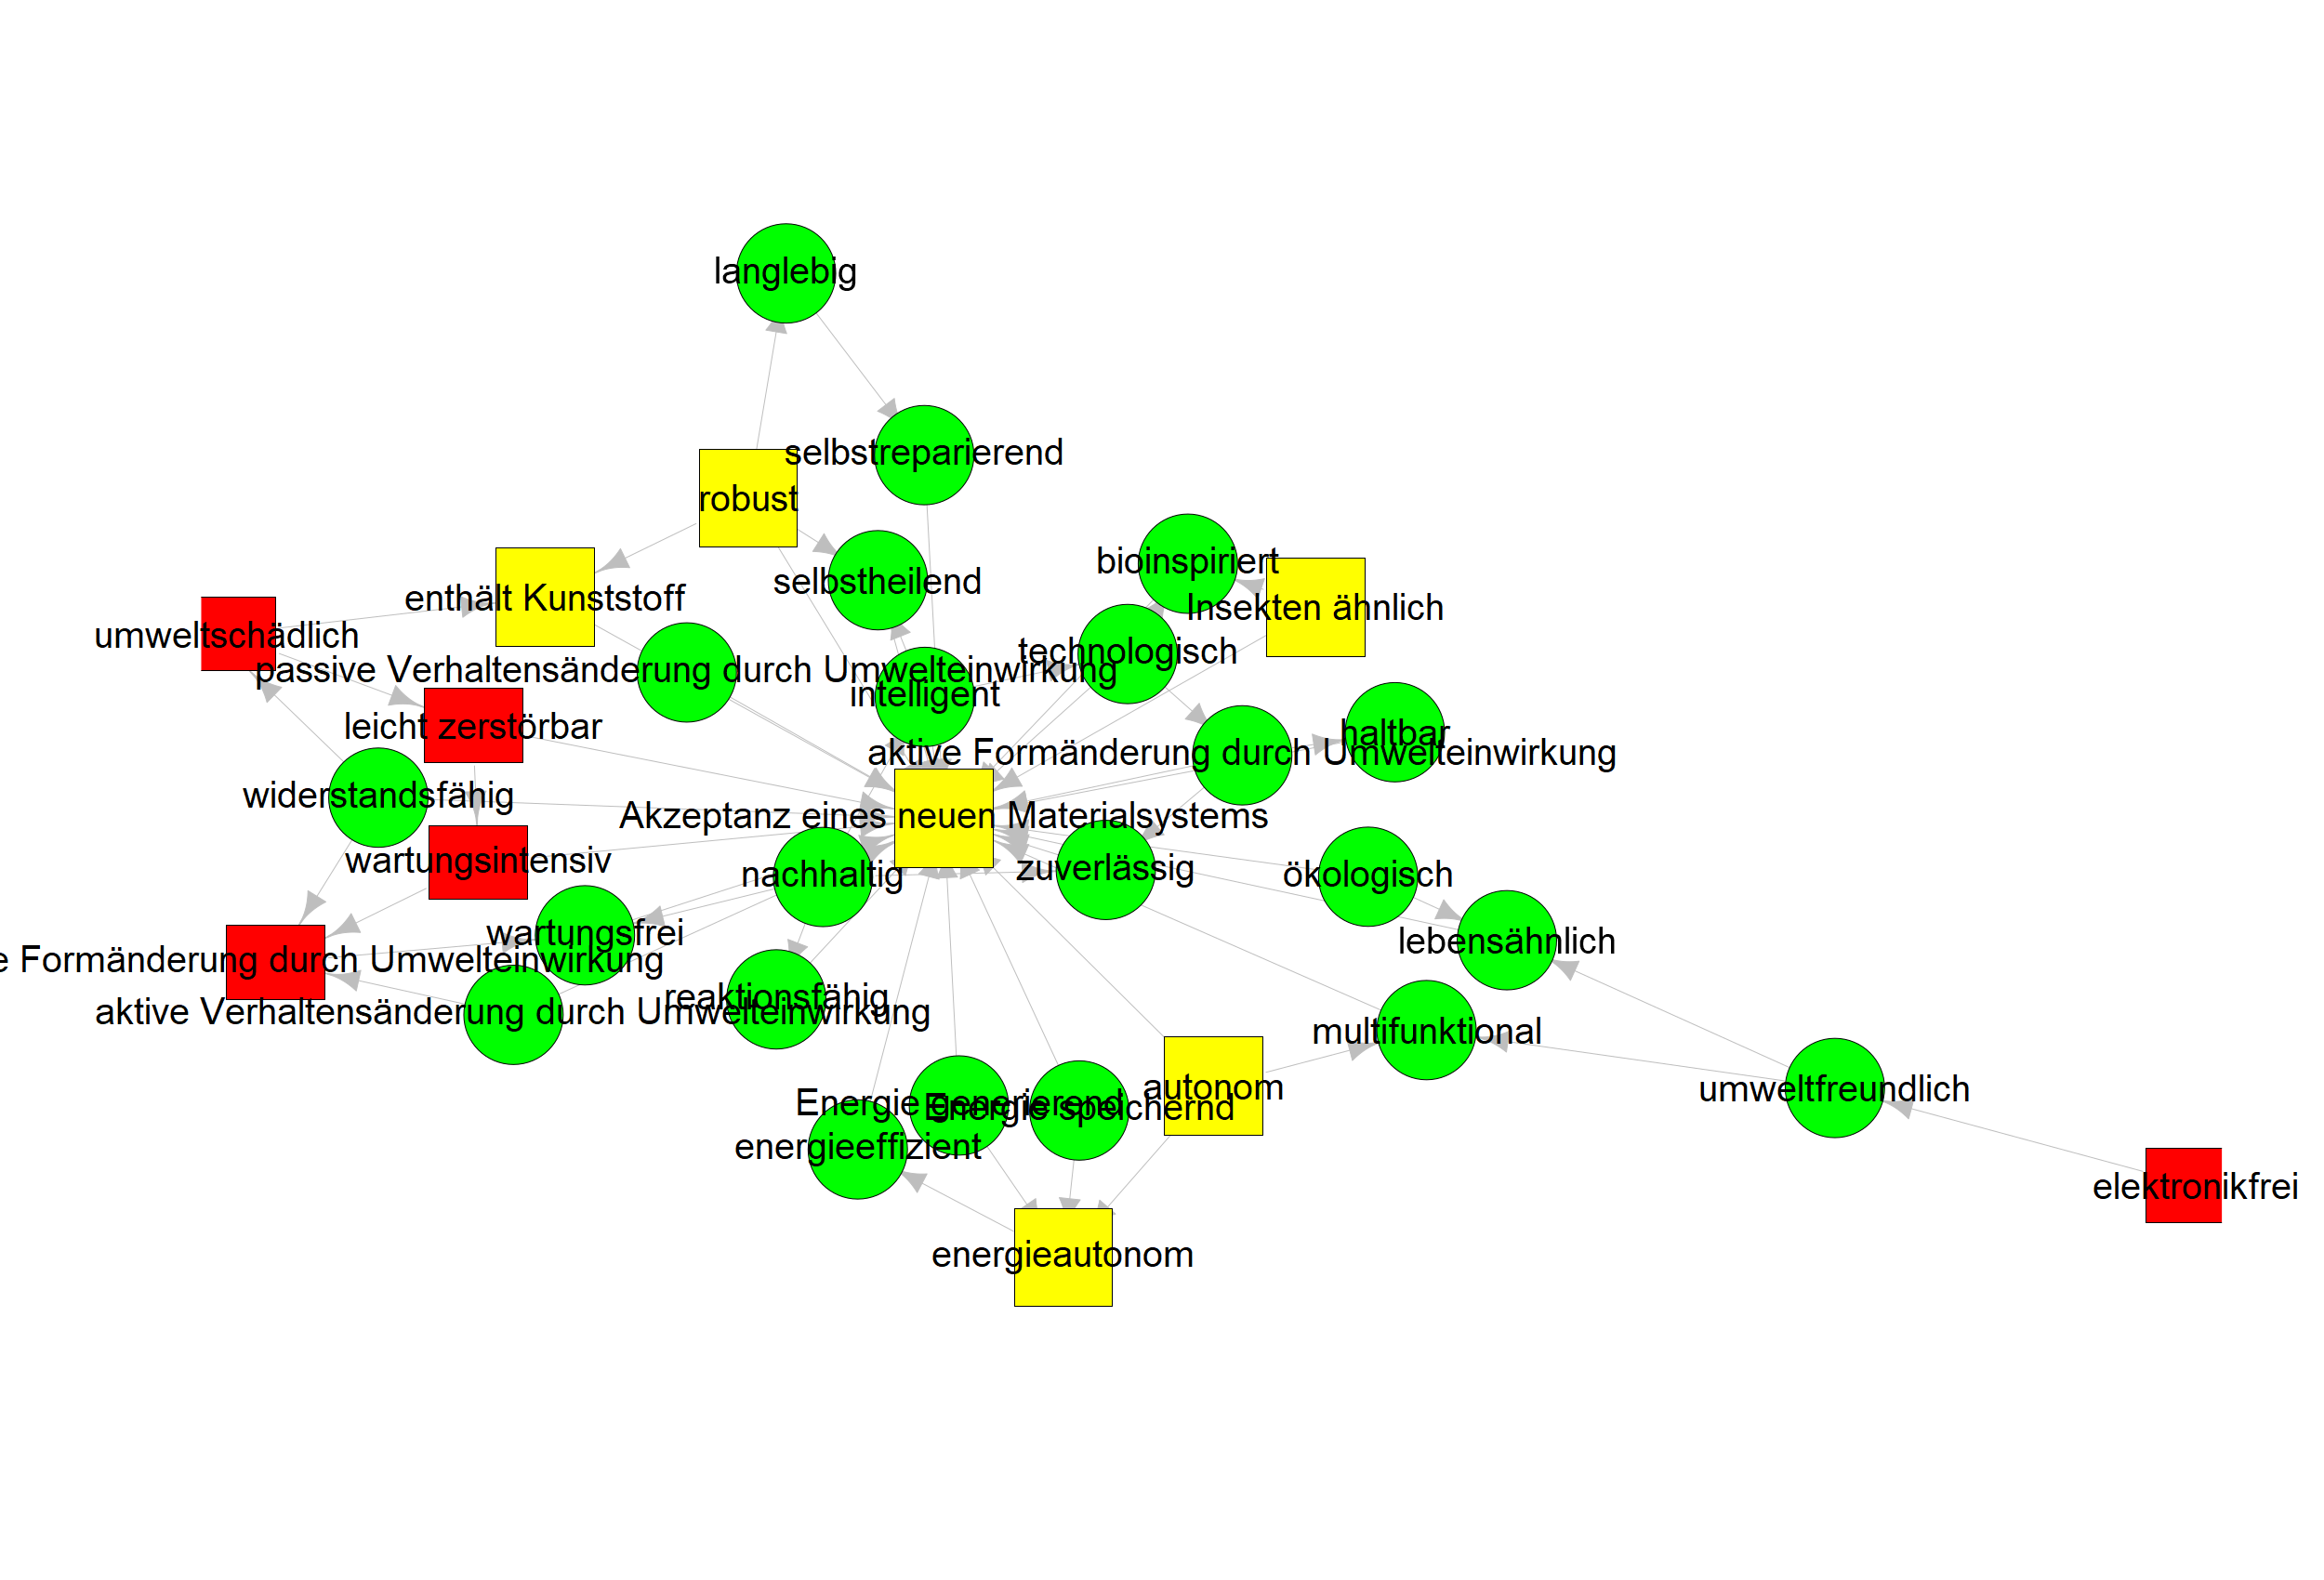 langlebig
selbstreparierend
robust
bioinspiriert
selbstheilend
enthält Kunststoff
Insekten ähnlich
umweltschädlich
technologisch
passive Verhaltensänderung durch Umwelteinwirkung
intelligent
leicht zerstörbar
haltbar
aktive Formänderung durch Umwelteinwirkung
widerstandsfähig
Akzeptanz eines neuen Materialsystems
wartungsintensiv
nachhaltig
zuverlässig
ökologisch
wartungsfrei
lebensähnlich
e Formänderung durch Umwelteinwirkung
reaktionsfähig
aktive Verhaltensänderung durch Umwelteinwirkung
multifunktional
autonom
umweltfreundlich
Energie generierend
Energie speichernd
energieeffizient
elektronikfrei
energieautonom